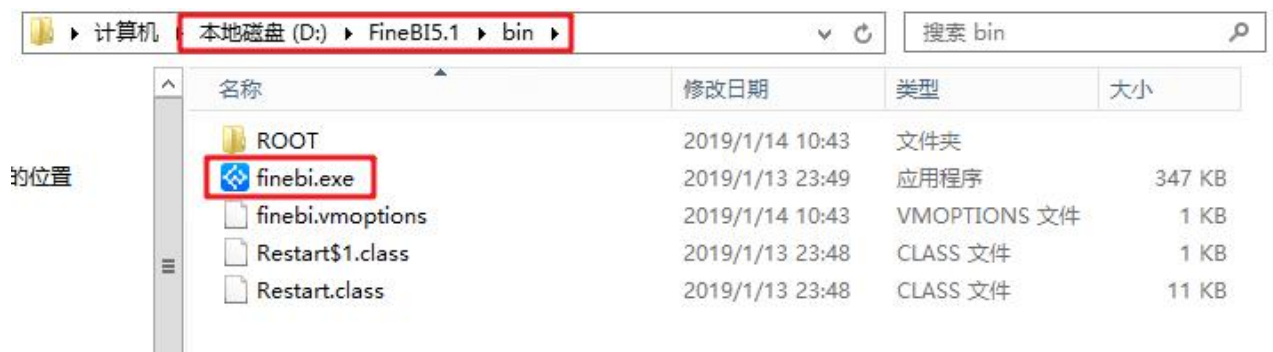 计算机 本地磁盘 (D:) FineBI5.1 bin 搜索 bin
名称 修改日期 类型 大小
ROOT 2019/1/14 10:43 文件夹
的位置 finebi.exe 2019/1/13 23:49 应用程序 347 KB
finebi.vmoptions 2019/1/14 10:43 VMOPTIONS 文件 1 KB
Restart$1.class 2019/1/13 23:48 CLASS 文件 1 KB
Restart.class 2019/1/13 23:48 CLASS 文件 11 KB